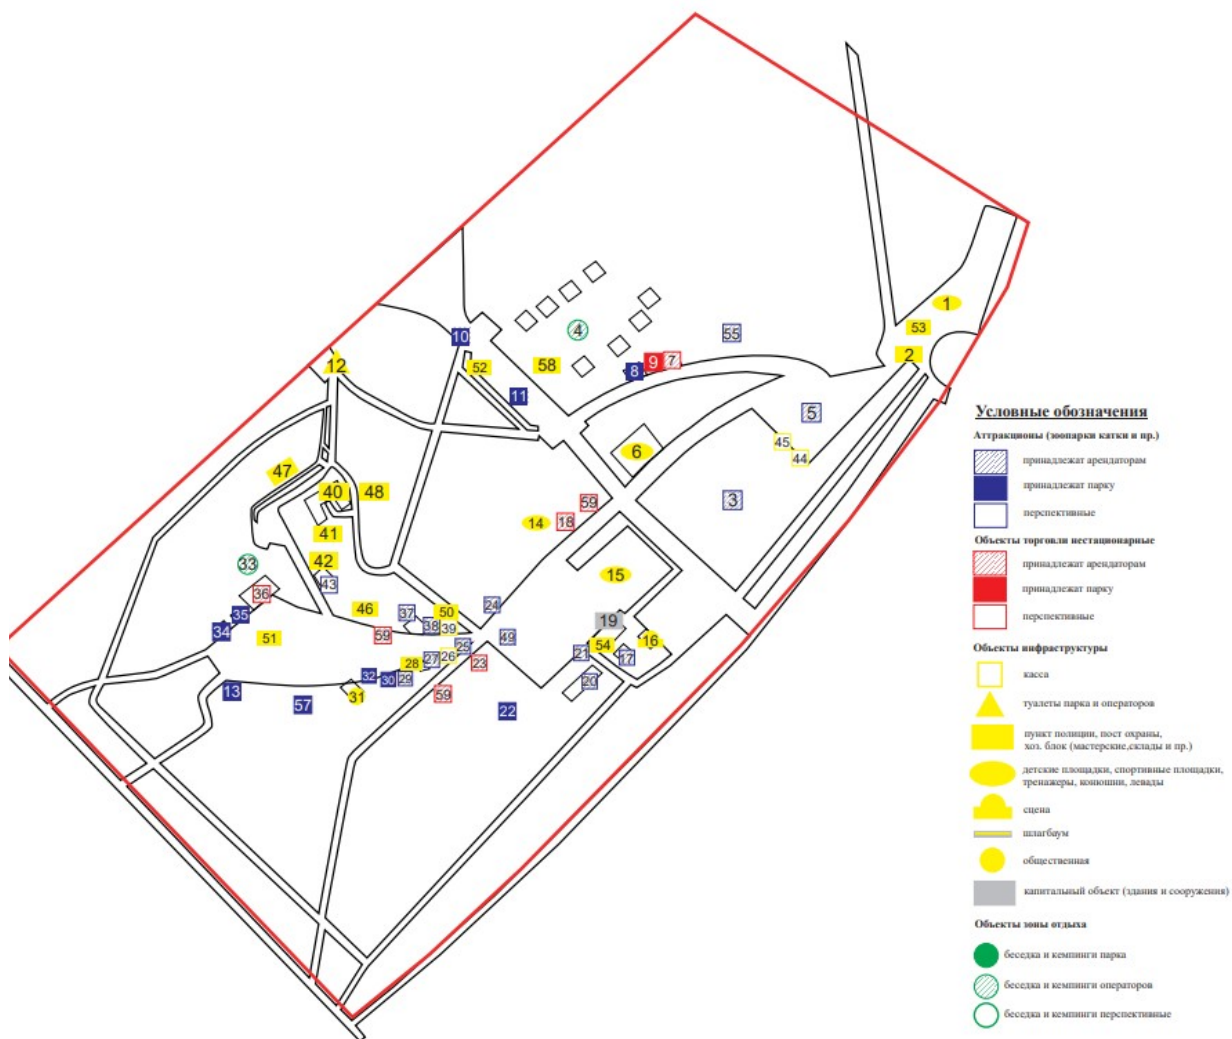 1
53
2
55
4
10
58
9
7
8
12
52
11
5
45
44
6
47
40
48
3
59
18
14
41
42
33
43
15
36
35
34
46
37
50
24
19
38
39
59
51
49
54
16
25
21
17
26
27
28
23
32
30
29
20
13
31
59
57
22
Условные обозначения
Аттракционы (зоопарки катки и пр.)
принадлежат арендаторам
принадлежат парку
перспективные
Объекты торговли нестационарные
принадлежат арендаторам
принадлежат парку
перспективные
Объекты инфраструктуры
касса
туалеты парка и операторов
пункт полиции, пост охраны,
хоз. блок (мастерские,склады и пр.)
детские площадки, спортивные площадки,
тренажеры, конюшни, левады
сцена
шлагбаум
общественная
капитальный объект (здания и сооружения)
Объекты зоны отдыха
беседка и кемпинги парка
беседка и кемпинги операторов
беседка и кемпинги перспективные